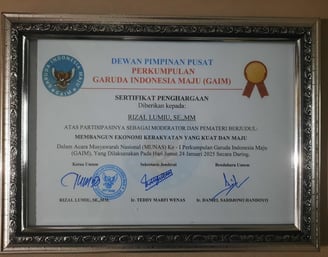 DEWAN PIMPINAN PUSAT
PERKUMPULAN
GARUDA INDONESIA MAJU (GAIM)
SERTIFIKAT PENGHARGAAN
Diberikan kepada:
RIZAL LUMIU, SE.,MM
ATAS PARTISIPASINYA SEBAGAI MODERATOR DAN PEMATERI BERJUDUL:
MEMBANGUN EKONOMI KERAKYATAN YANG KUAT DAN MAJU
Dalam Acara Musyawarah Nasional (MUNAS) Ke - 1 Perkumpulan Garuda Indonesia Maju
(GAIM), Yang Dilaksanakan Pada Hari Jumat 24 Januari 2025 Secara Daring.
Ketua Umum Sekretaris Jenderal Bendahara Umum
RIZAL LUMIU, SE.,MM Ir. TEDDY MARFI WENAS Ir. DANIEL